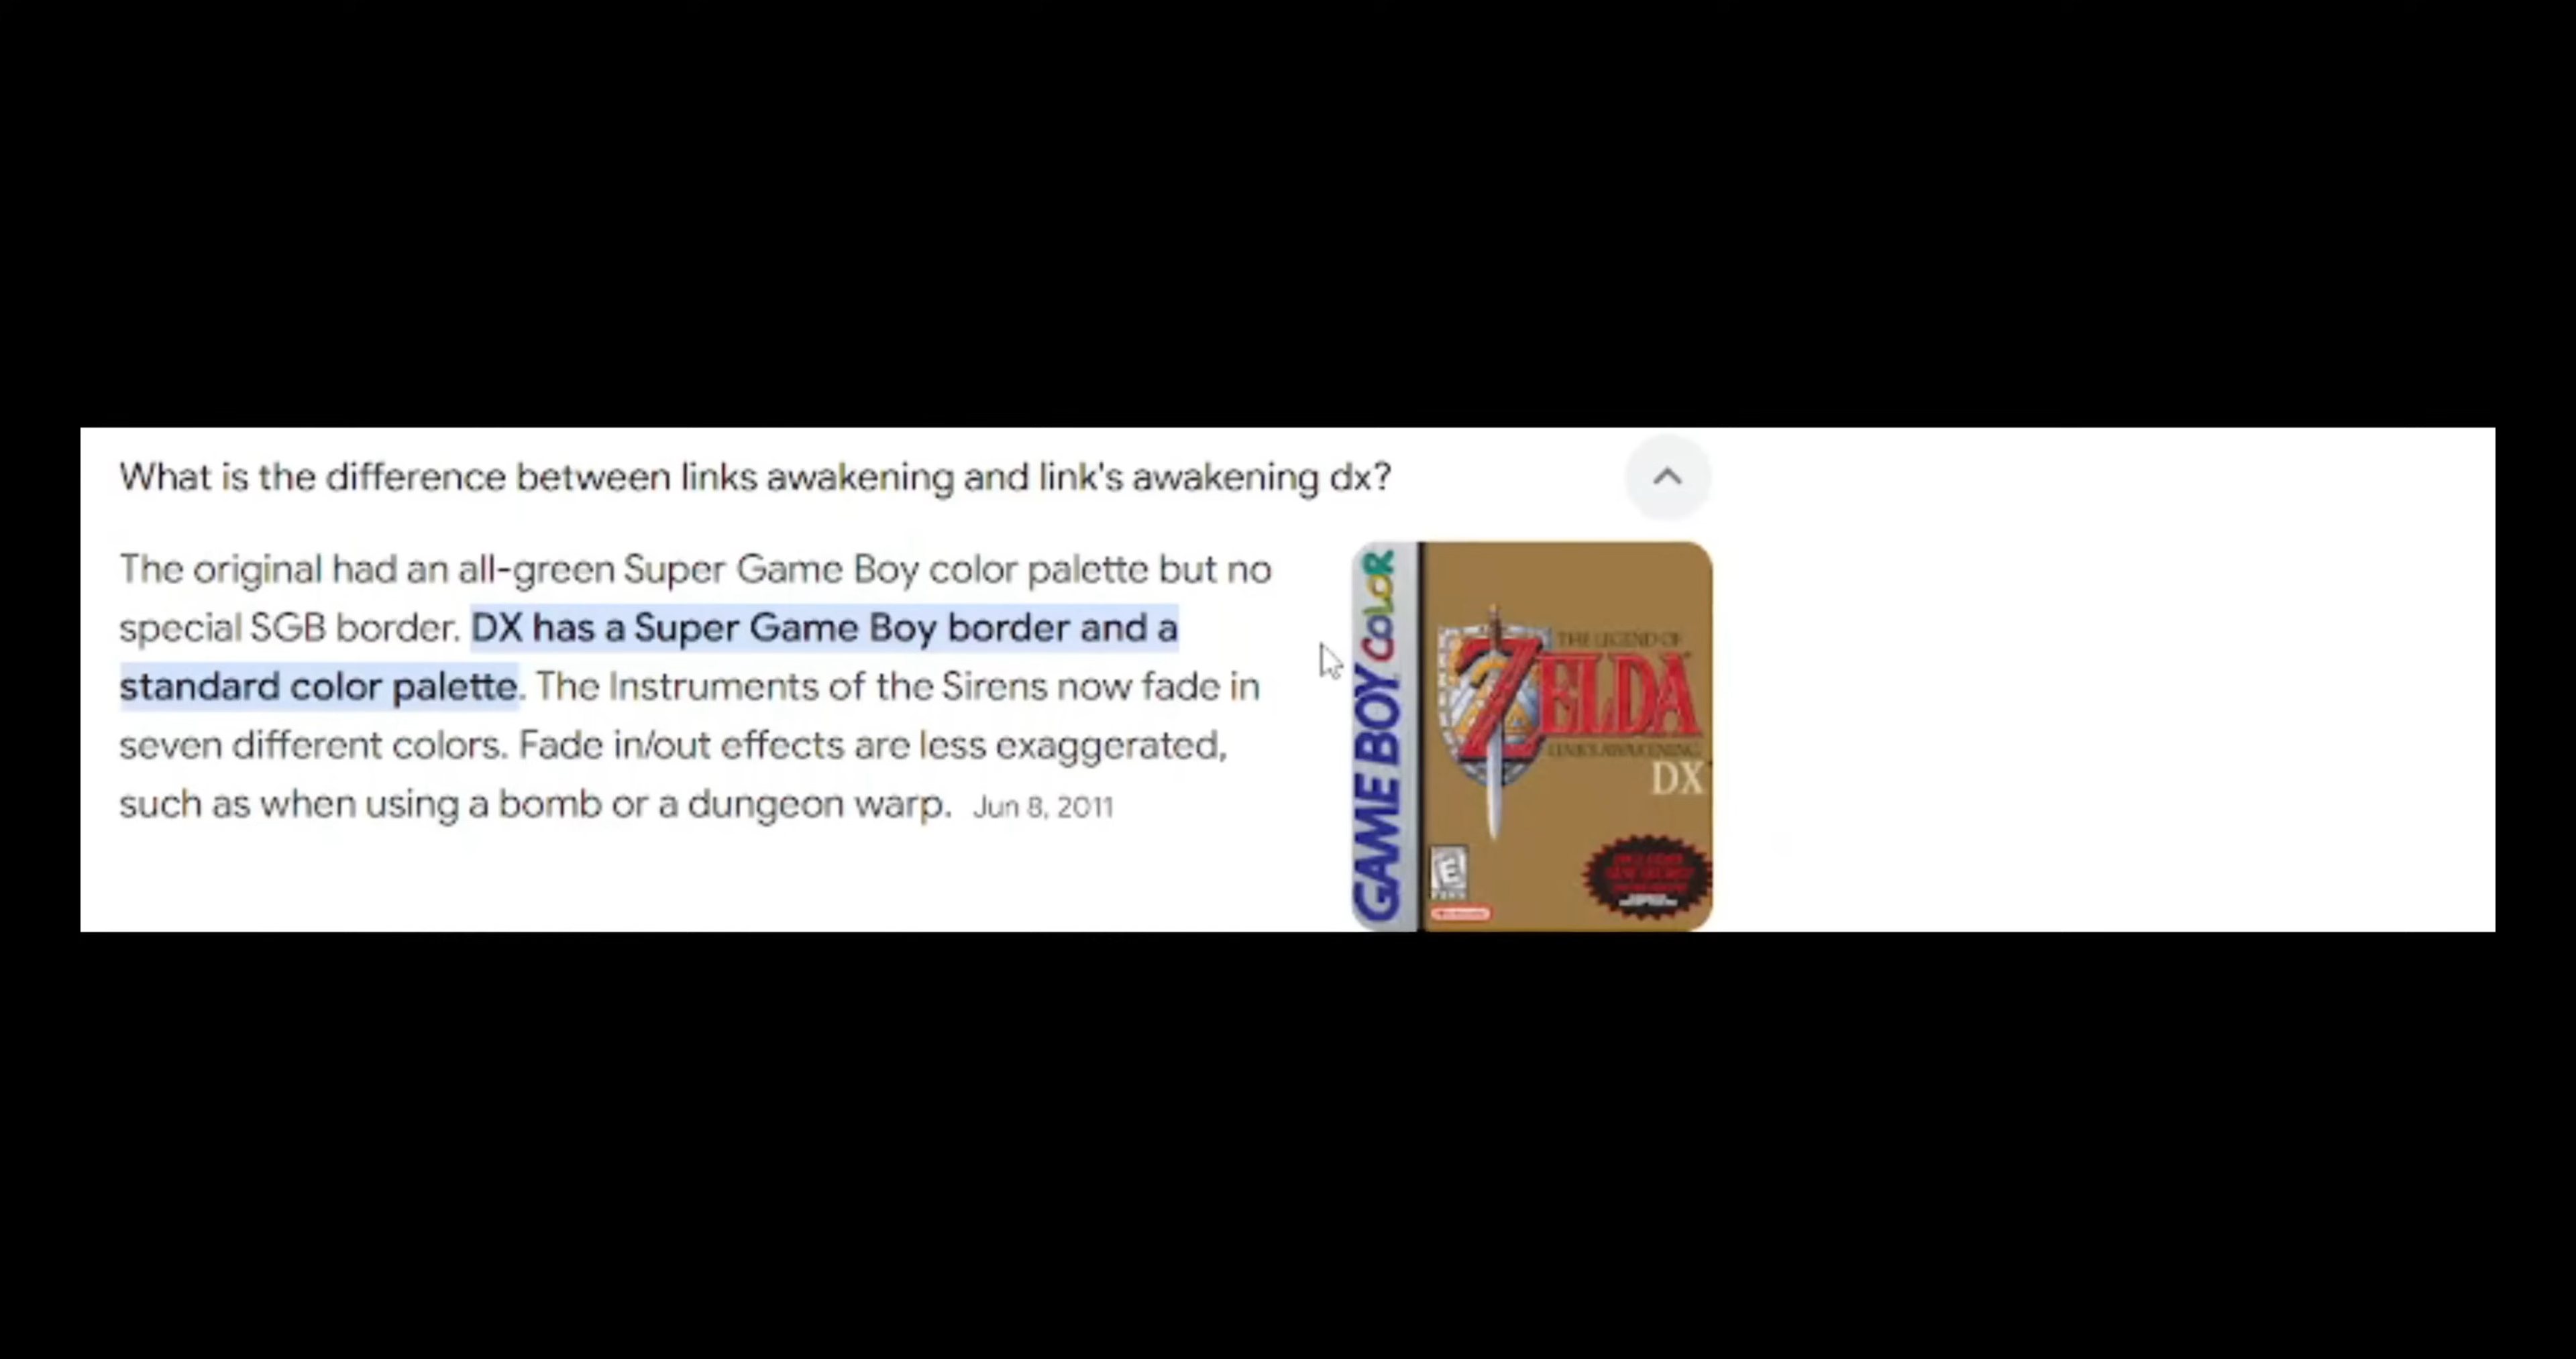 What is the difference between links awakening and link's awakening dx?
The original had an all-green Super Game Boy color palette but no
special SGB border. DX has a Super Game Boy border and a
standard color palette. The Instruments of the Sirens now fade in
seven different colors. Fade in/out effects are less exaggerated,
such as when using a bomb or a dungeon warp. Jun 8, 2011
GAME BOY COLOR
THE LEGEND OF
ZELDA
LINK'S AWAKENING
DX
E